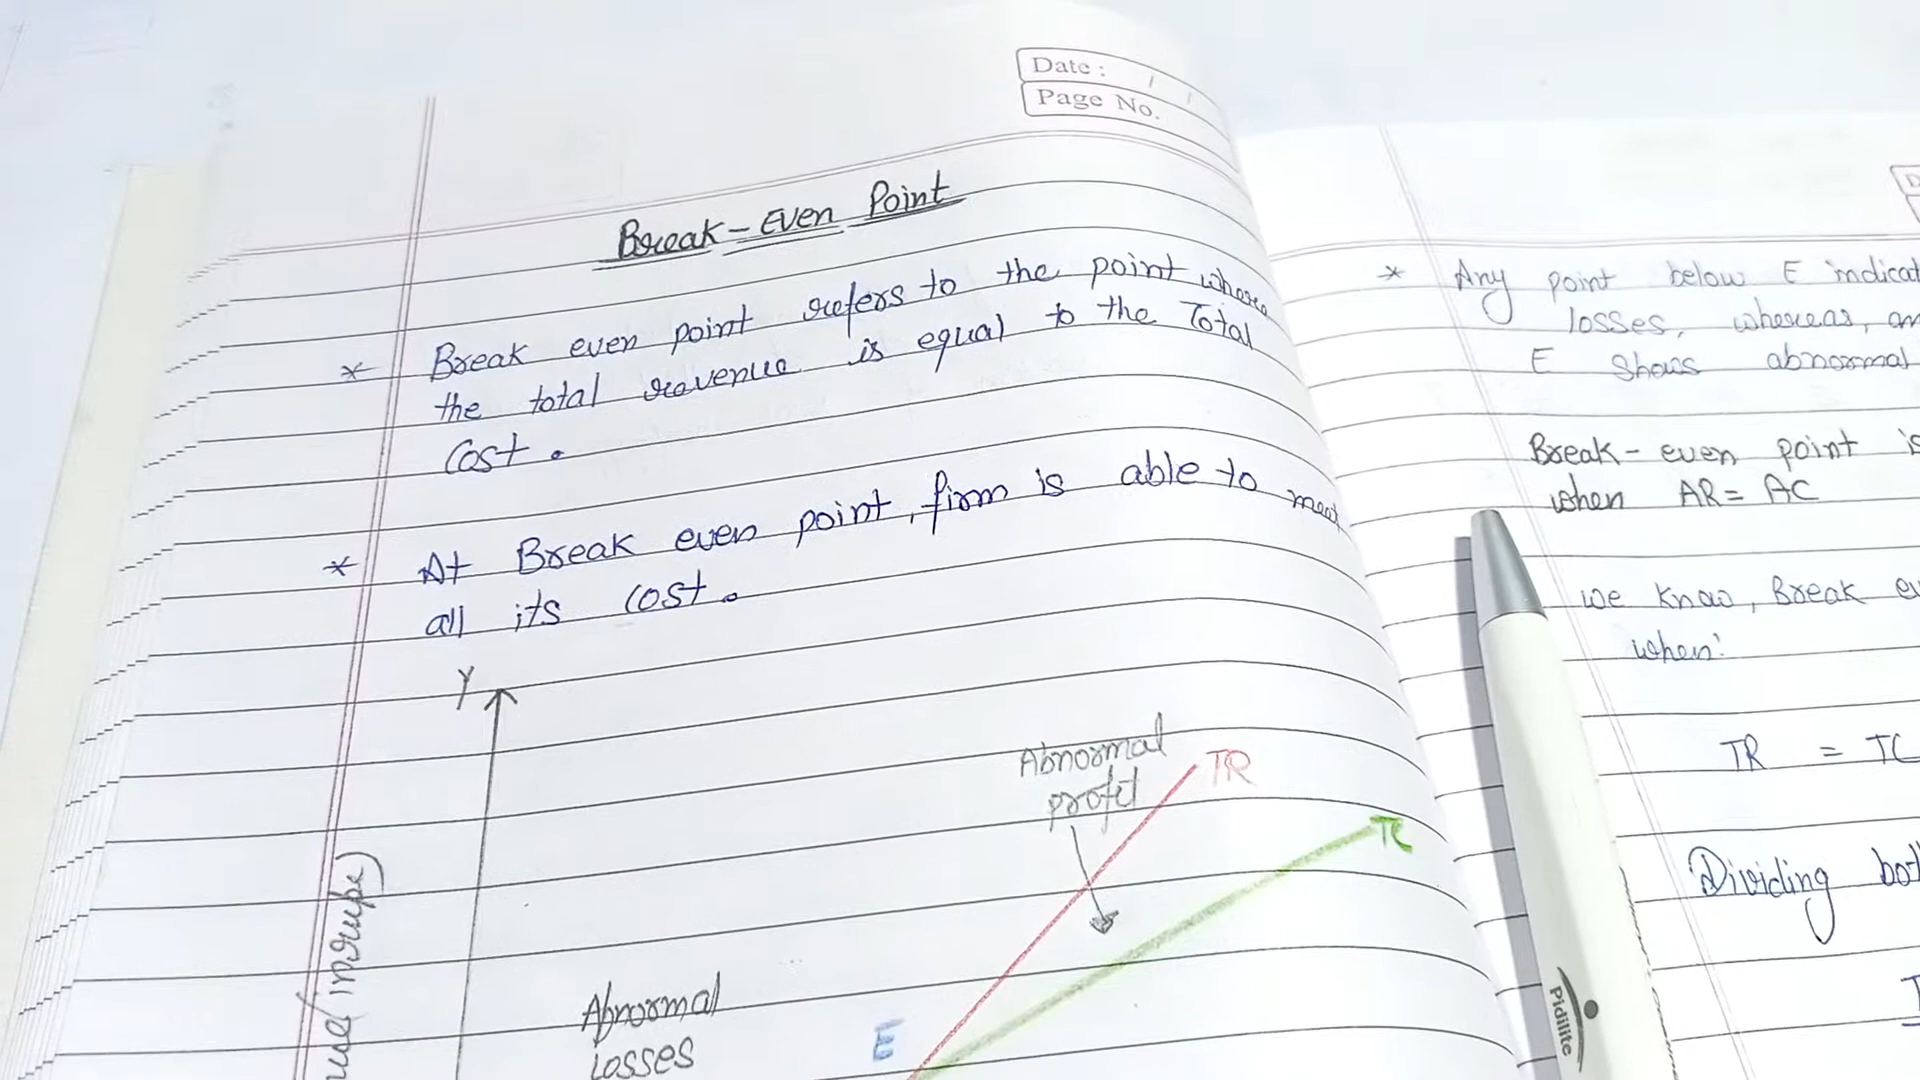 Date :
Page No.
Break-Even Point
* Break even point refers to the point where
the total revenue is equal to the Total
Cost.
* At Break even point, firm is able to meet
all its cost.
Y
Abnormal
profit
TR
TC
Abnormal
losses
E
(in rupe)
* Any point below E indicat
losses, whereas, an
E shows abnormal
Break-even point is
when AR = AC
we know, Break ev
when:
TR = TC
Dividing bot
Pidilite